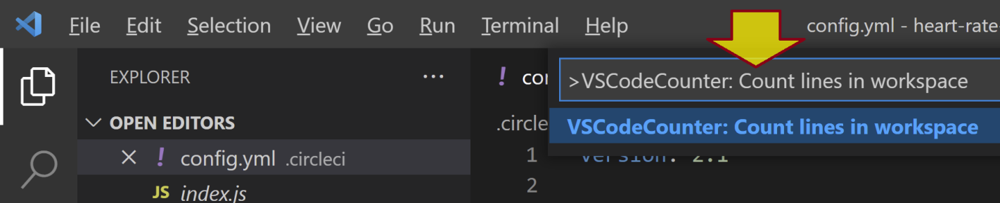 File Edit Selection View Go Run Terminal Help config.yml - heart-rate-
EXPLORER ...
! con
>VSCodeCounter: Count lines in workspace
OPEN EDITORS
.circle
VSCodeCounter: Count lines in workspace
! config.yml .circleci
1 version: 2.1
JS index.js
2